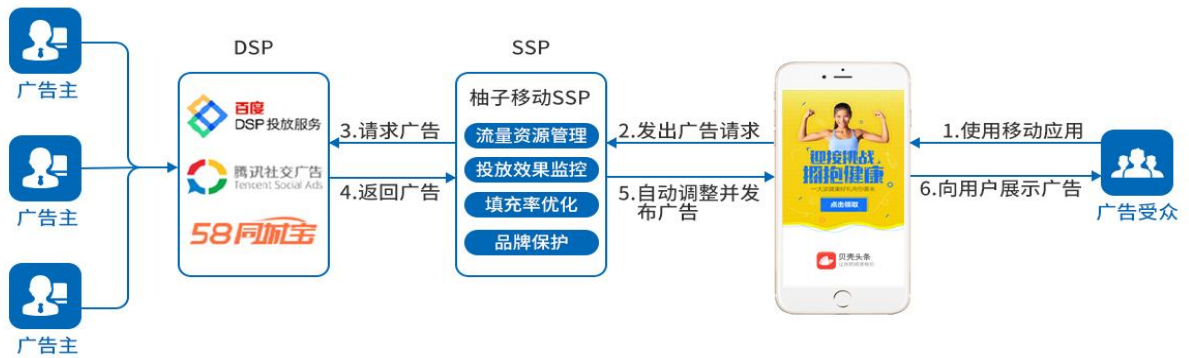 广告主
广告主
广告主
DSP
百度
DSP投放服务
腾讯社交广告
Tencent Social Ads
58同城宝
3.请求广告
4.返回广告
SSP
柚子移动SSP
流量资源管理
投放效果监控
填充率优化
品牌保护
2.发出广告请求
5.自动调整并发
布广告
迎接挑战
拥抱健康
点击领取
贝壳头条
1.使用移动应用
6.向用户展示广告
广告受众